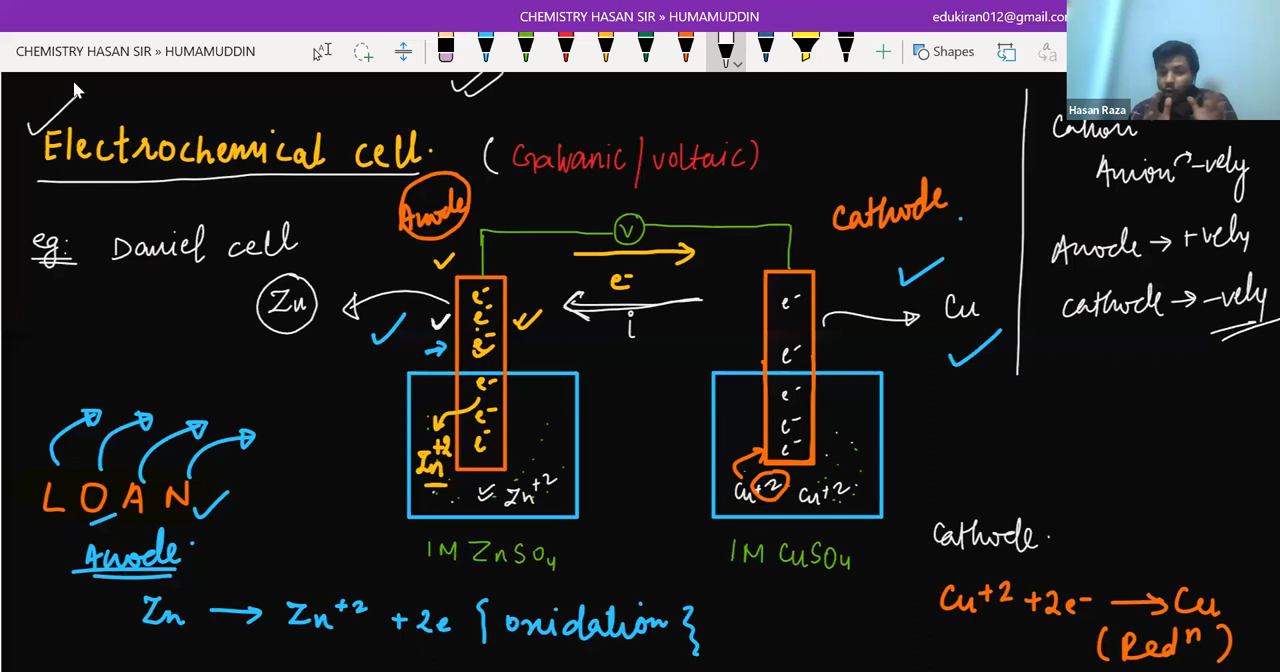 CHEMISTRY HASAN SIR » HUMAMUDDIN
edukiran012@gmail.com
CHEMISTRY HASAN SIR » HUMAMUDDIN
Shapes
Hasan Raza
Electrochemical cell.
(Galvanic/voltaic)
Cation
Anion → -vely
Anode → +vely
Cathode → -vely
Anode
Cathode.
eg: Daniel cell
V
e-
i
Zn
Cu
e-
e-
e-
e-
e-
e-
e-
e-
e-
e-
e-
Zn+2
Zn+2
Cu+2
Cu+2
LOAN
1M ZnSO4
1M CuSO4
Anode.
Zn → Zn+2 + 2e {oxidation}
Cathode.
Cu+2 + 2e- → Cu
(Redn)